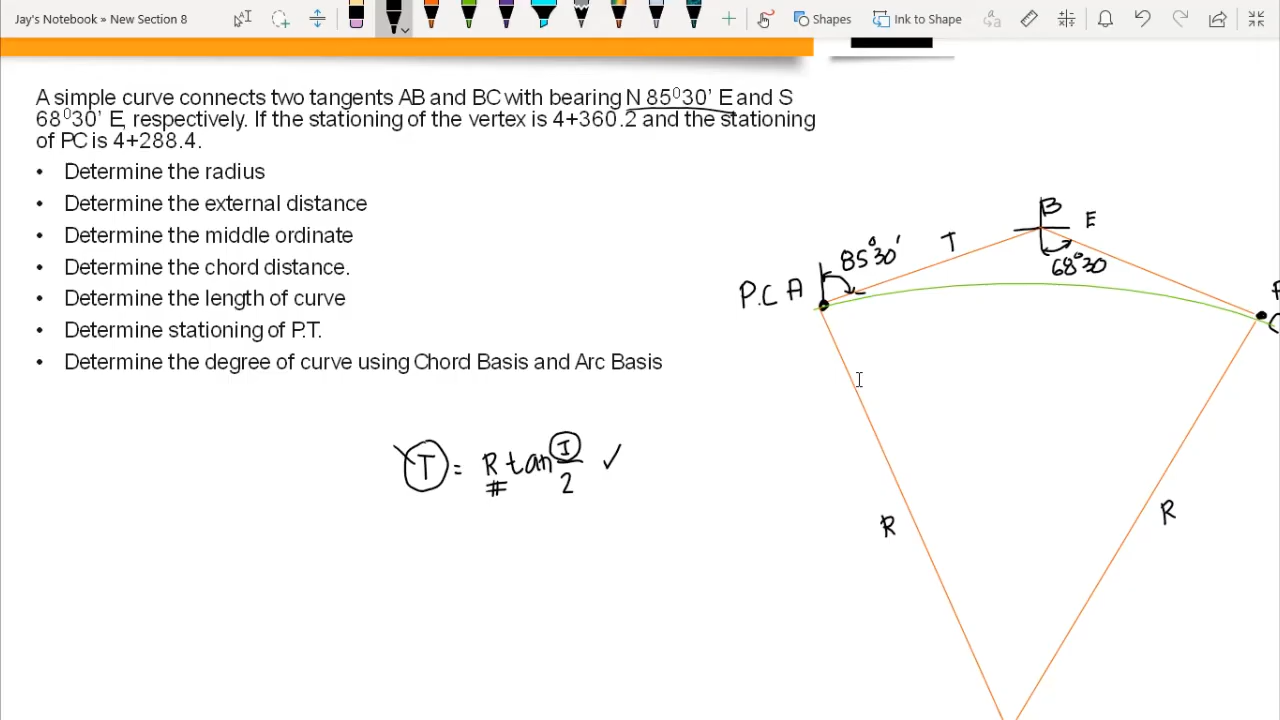 Jay's Notebook » New Section 8
Shapes
Ink to Shape
A simple curve connects two tangents AB and BC with bearing N 85⁰30' E and S
68⁰30' E, respectively. If the stationing of the vertex is 4+360.2 and the stationing
of PC is 4+288.4.
• Determine the radius
• Determine the external distance
• Determine the middle ordinate
• Determine the chord distance.
• Determine the length of curve
• Determine stationing of P.T.
• Determine the degree of curve using Chord Basis and Arc Basis
B
E
T
85°30'
68°30
P.C A
T = R tan I/2 ✓
R
R